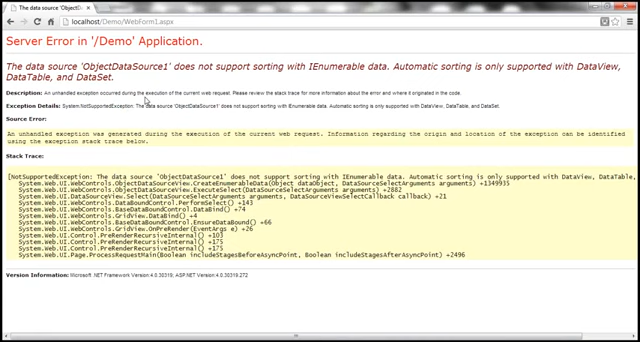 The data source 'ObjectD
localhost/Demo/WebForm1.aspx
Server Error in '/Demo' Application.
The data source 'ObjectDataSource1' does not support sorting with IEnumerable data. Automatic sorting is only supported with DataView,
DataTable, and DataSet.
Description: An unhandled exception occurred during the execution of the current web request. Please review the stack trace for more information about the error and where it originated in the code.
Exception Details: System.NotSupportedException: The data source 'ObjectDataSource1' does not support sorting with IEnumerable data. Automatic sorting is only supported with DataView, DataTable, and DataSet.
Source Error:
An unhandled exception was generated during the execution of the current web request. Information regarding the origin and location of the exception can be identified
using the exception stack trace below.
Stack Trace:
[NotSupportedException: The data source 'ObjectDataSource1' does not support sorting with IEnumerable data. Automatic sorting is only supported with DataView, DataTable,
System.Web.UI.WebControls.ObjectDataSourceView.CreateEnumerableData(Object dataObject, DataSourceSelectArguments arguments) +1349935
System.Web.UI.WebControls.ObjectDataSourceView.ExecuteSelect(DataSourceSelectArguments arguments) +2882
System.Web.UI.DataSourceView.Select(DataSourceSelectArguments arguments, DataSourceViewSelectCallback callback) +21
System.Web.UI.WebControls.DataBoundControl.PerformSelect() +143
System.Web.UI.WebControls.BaseDataBoundControl.DataBind() +74
System.Web.UI.WebControls.GridView.DataBind() +4
System.Web.UI.WebControls.BaseDataBoundControl.EnsureDataBound() +66
System.Web.UI.WebControls.GridView.OnPreRender(EventArgs e) +26
System.Web.UI.Control.PreRenderRecursiveInternal() +103
System.Web.UI.Control.PreRenderRecursiveInternal() +175
System.Web.UI.Control.PreRenderRecursiveInternal() +175
System.Web.UI.Page.ProcessRequestMain(Boolean includeStagesBeforeAsyncPoint, Boolean includeStagesAfterAsyncPoint) +2496
Version Information: Microsoft .NET Framework Version:4.0.30319; ASP.NET Version:4.0.30319.272